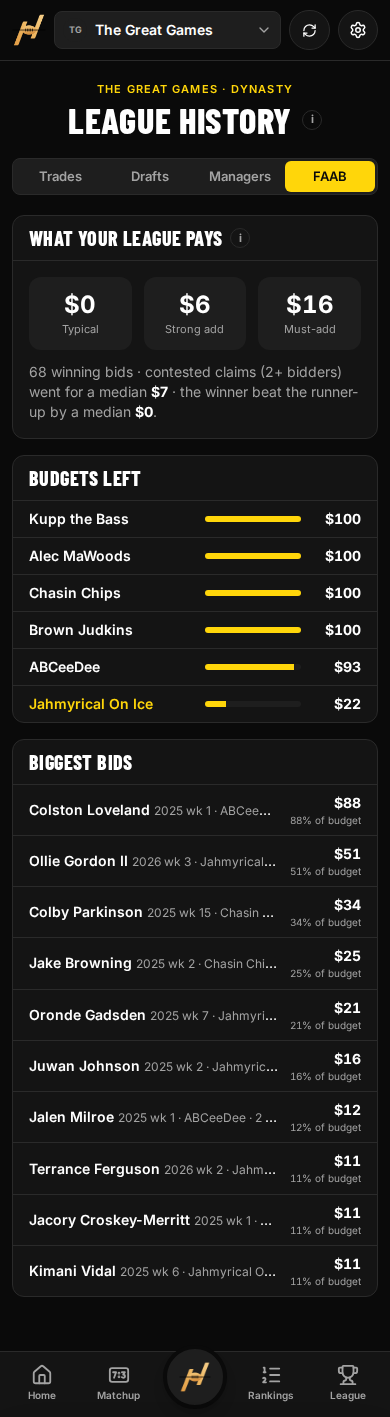 TG The Great Games
THE GREAT GAMES · DYNASTY
LEAGUE HISTORY i
Trades Drafts Managers FAAB
WHAT YOUR LEAGUE PAYS i
$0 $6 $16
Typical Strong add Must-add
68 winning bids · contested claims (2+ bidders)
went for a median $7 · the winner beat the runner-
up by a median $0.
BUDGETS LEFT
Kupp the Bass $100
Alec MaWoods $100
Chasin Chips $100
Brown Judkins $100
ABCeeDee $93
Jahmyrical On Ice $22
BIGGEST BIDS
Colston Loveland 2025 wk 1 · ABCee... $88
88% of budget
Ollie Gordon II 2026 wk 3 · Jahmyrical... $51
51% of budget
Colby Parkinson 2025 wk 15 · Chasin ... $34
34% of budget
Jake Browning 2025 wk 2 · Chasin Chi... $25
25% of budget
Oronde Gadsden 2025 wk 7 · Jahmyri... $21
21% of budget
Juwan Johnson 2025 wk 2 · Jahmyric... $16
16% of budget
Jalen Milroe 2025 wk 1 · ABCeeDee · 2 ... $12
12% of budget
Terrance Ferguson 2026 wk 2 · Jahm... $11
11% of budget
Jacory Croskey-Merritt 2025 wk 1 · ... $11
11% of budget
Kimani Vidal 2025 wk 6 · Jahmyrical O... $11
11% of budget
7:3
Home Matchup Rankings League